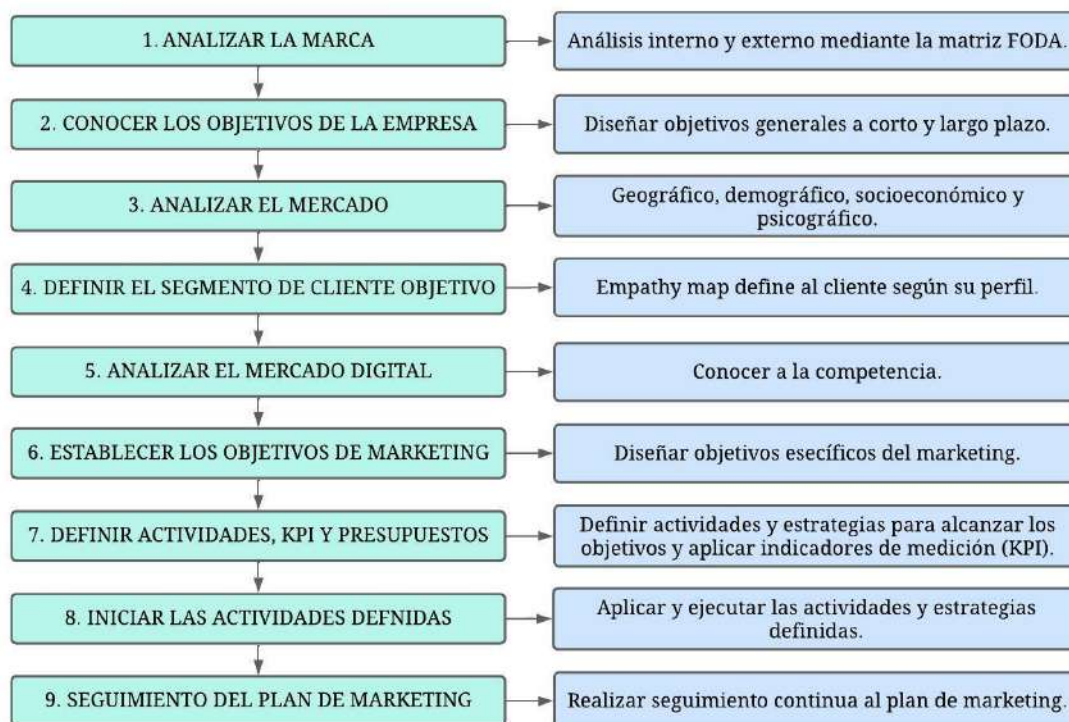 1. ANALIZAR LA MARCA
Análisis interno y externo mediante la matriz FODA.
2. CONOCER LOS OBJETIVOS DE LA EMPRESA
Diseñar objetivos generales a corto y largo plazo.
3. ANALIZAR EL MERCADO
Geográfico, demográfico, socioeconómico y
psicográfico.
4. DEFINIR EL SEGMENTO DE CLIENTE OBJETIVO
Empathy map define al cliente según su perfil.
5. ANALIZAR EL MERCADO DIGITAL
Conocer a la competencia.
6. ESTABLECER LOS OBJETIVOS DE MARKETING
Diseñar objetivos esecíficos del marketing.
7. DEFINIR ACTIVIDADES, KPI Y PRESUPUESTOS
Definir actividades y estrategias para alcanzar los
objetivos y aplicar indicadores de medición (KPI).
8. INICIAR LAS ACTIVIDADES DEFNIDAS
Aplicar y ejecutar las actividades y estrategias
definidas.
9. SEGUIMIENTO DEL PLAN DE MARKETING
Realizar seguimiento continua al plan de marketing.